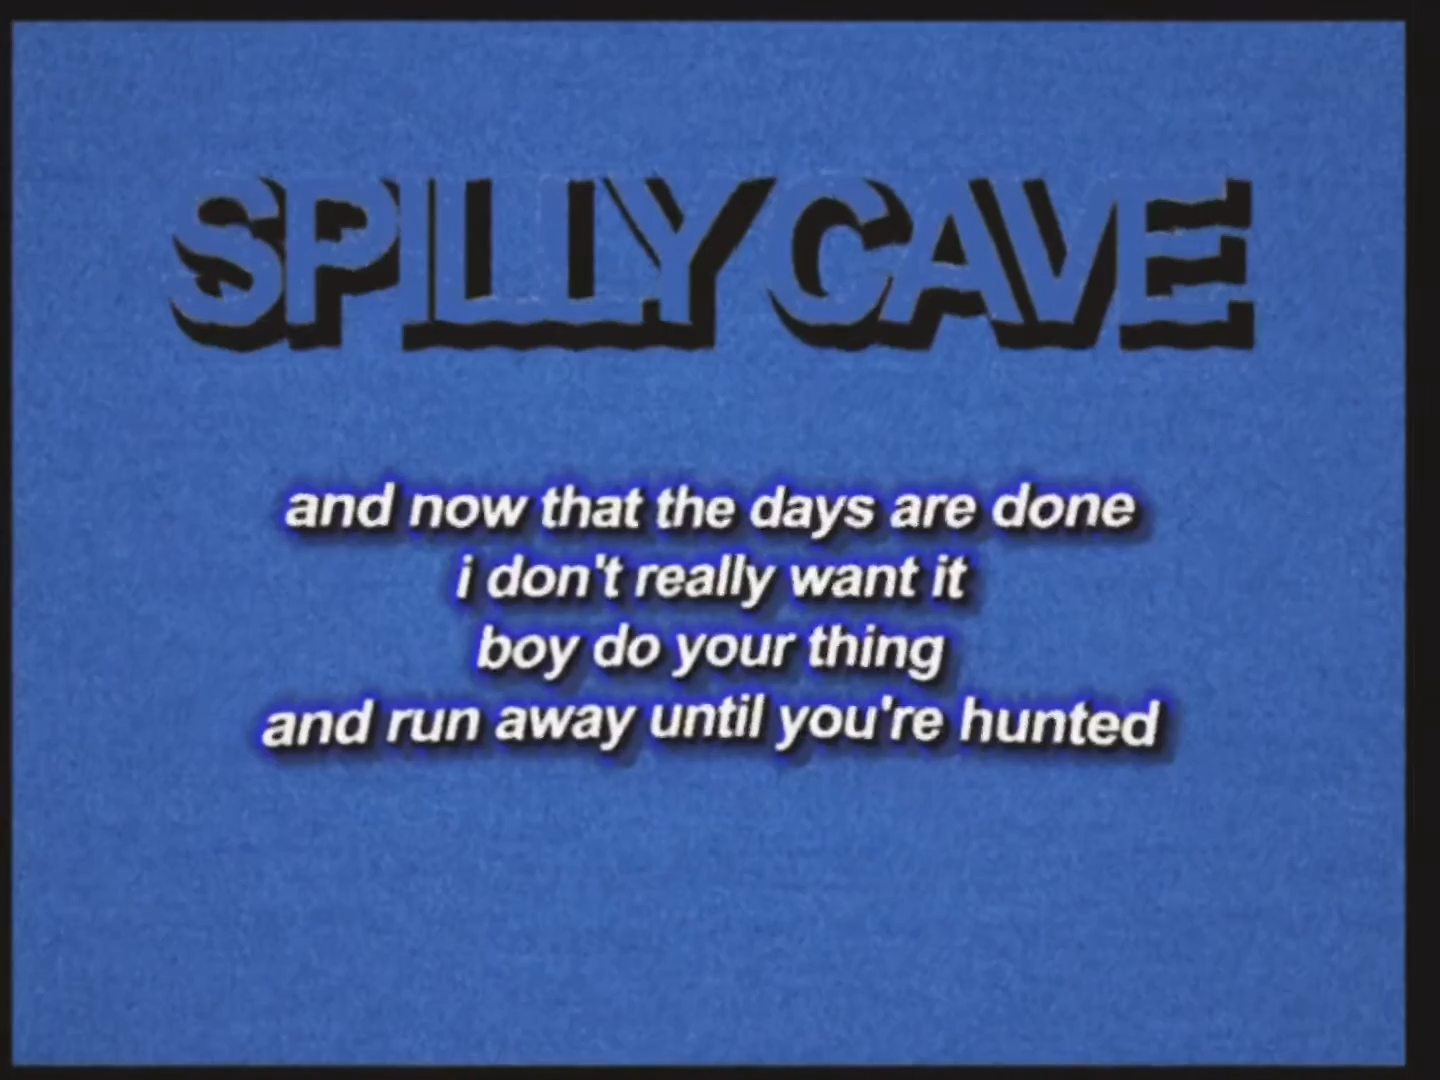 SPILLY CAVE
and now that the days are done
i don't really want it
boy do your thing
and run away until you're hunted